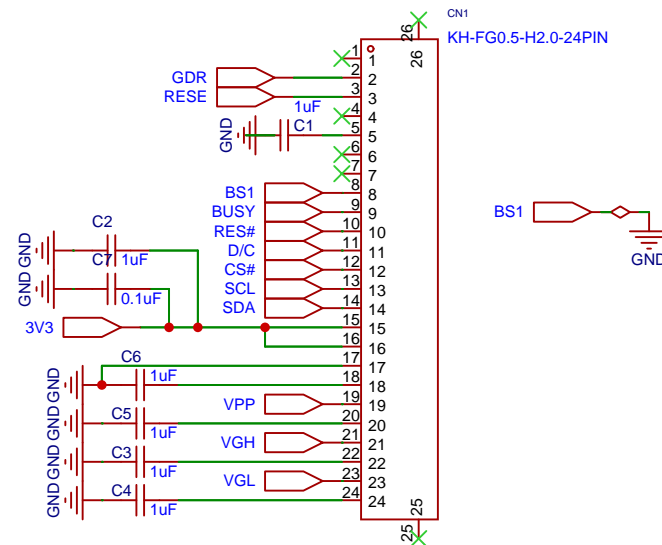 CN1
KH-FG0.5-H2.0-24PIN
26
26
1
1
GDR
2
2
RESE
3
3
1uF
4
4
GND
C1
5
5
6
6
7
7
BS1
8
8
BUSY
9
9
RES#
10
10
D/C
11
11
CS#
12
12
SCL
13
13
SDA
14
14
BS1
GND
C2
GND
1uF
C7
GND
0.1uF
3V3
15
15
16
16
17
17
C6
GND
1uF
18
18
VPP
19
19
C5
GND
1uF
20
20
VGH
21
21
C3
GND
1uF
22
22
VGL
23
23
C4
GND
1uF
24
24
25
25